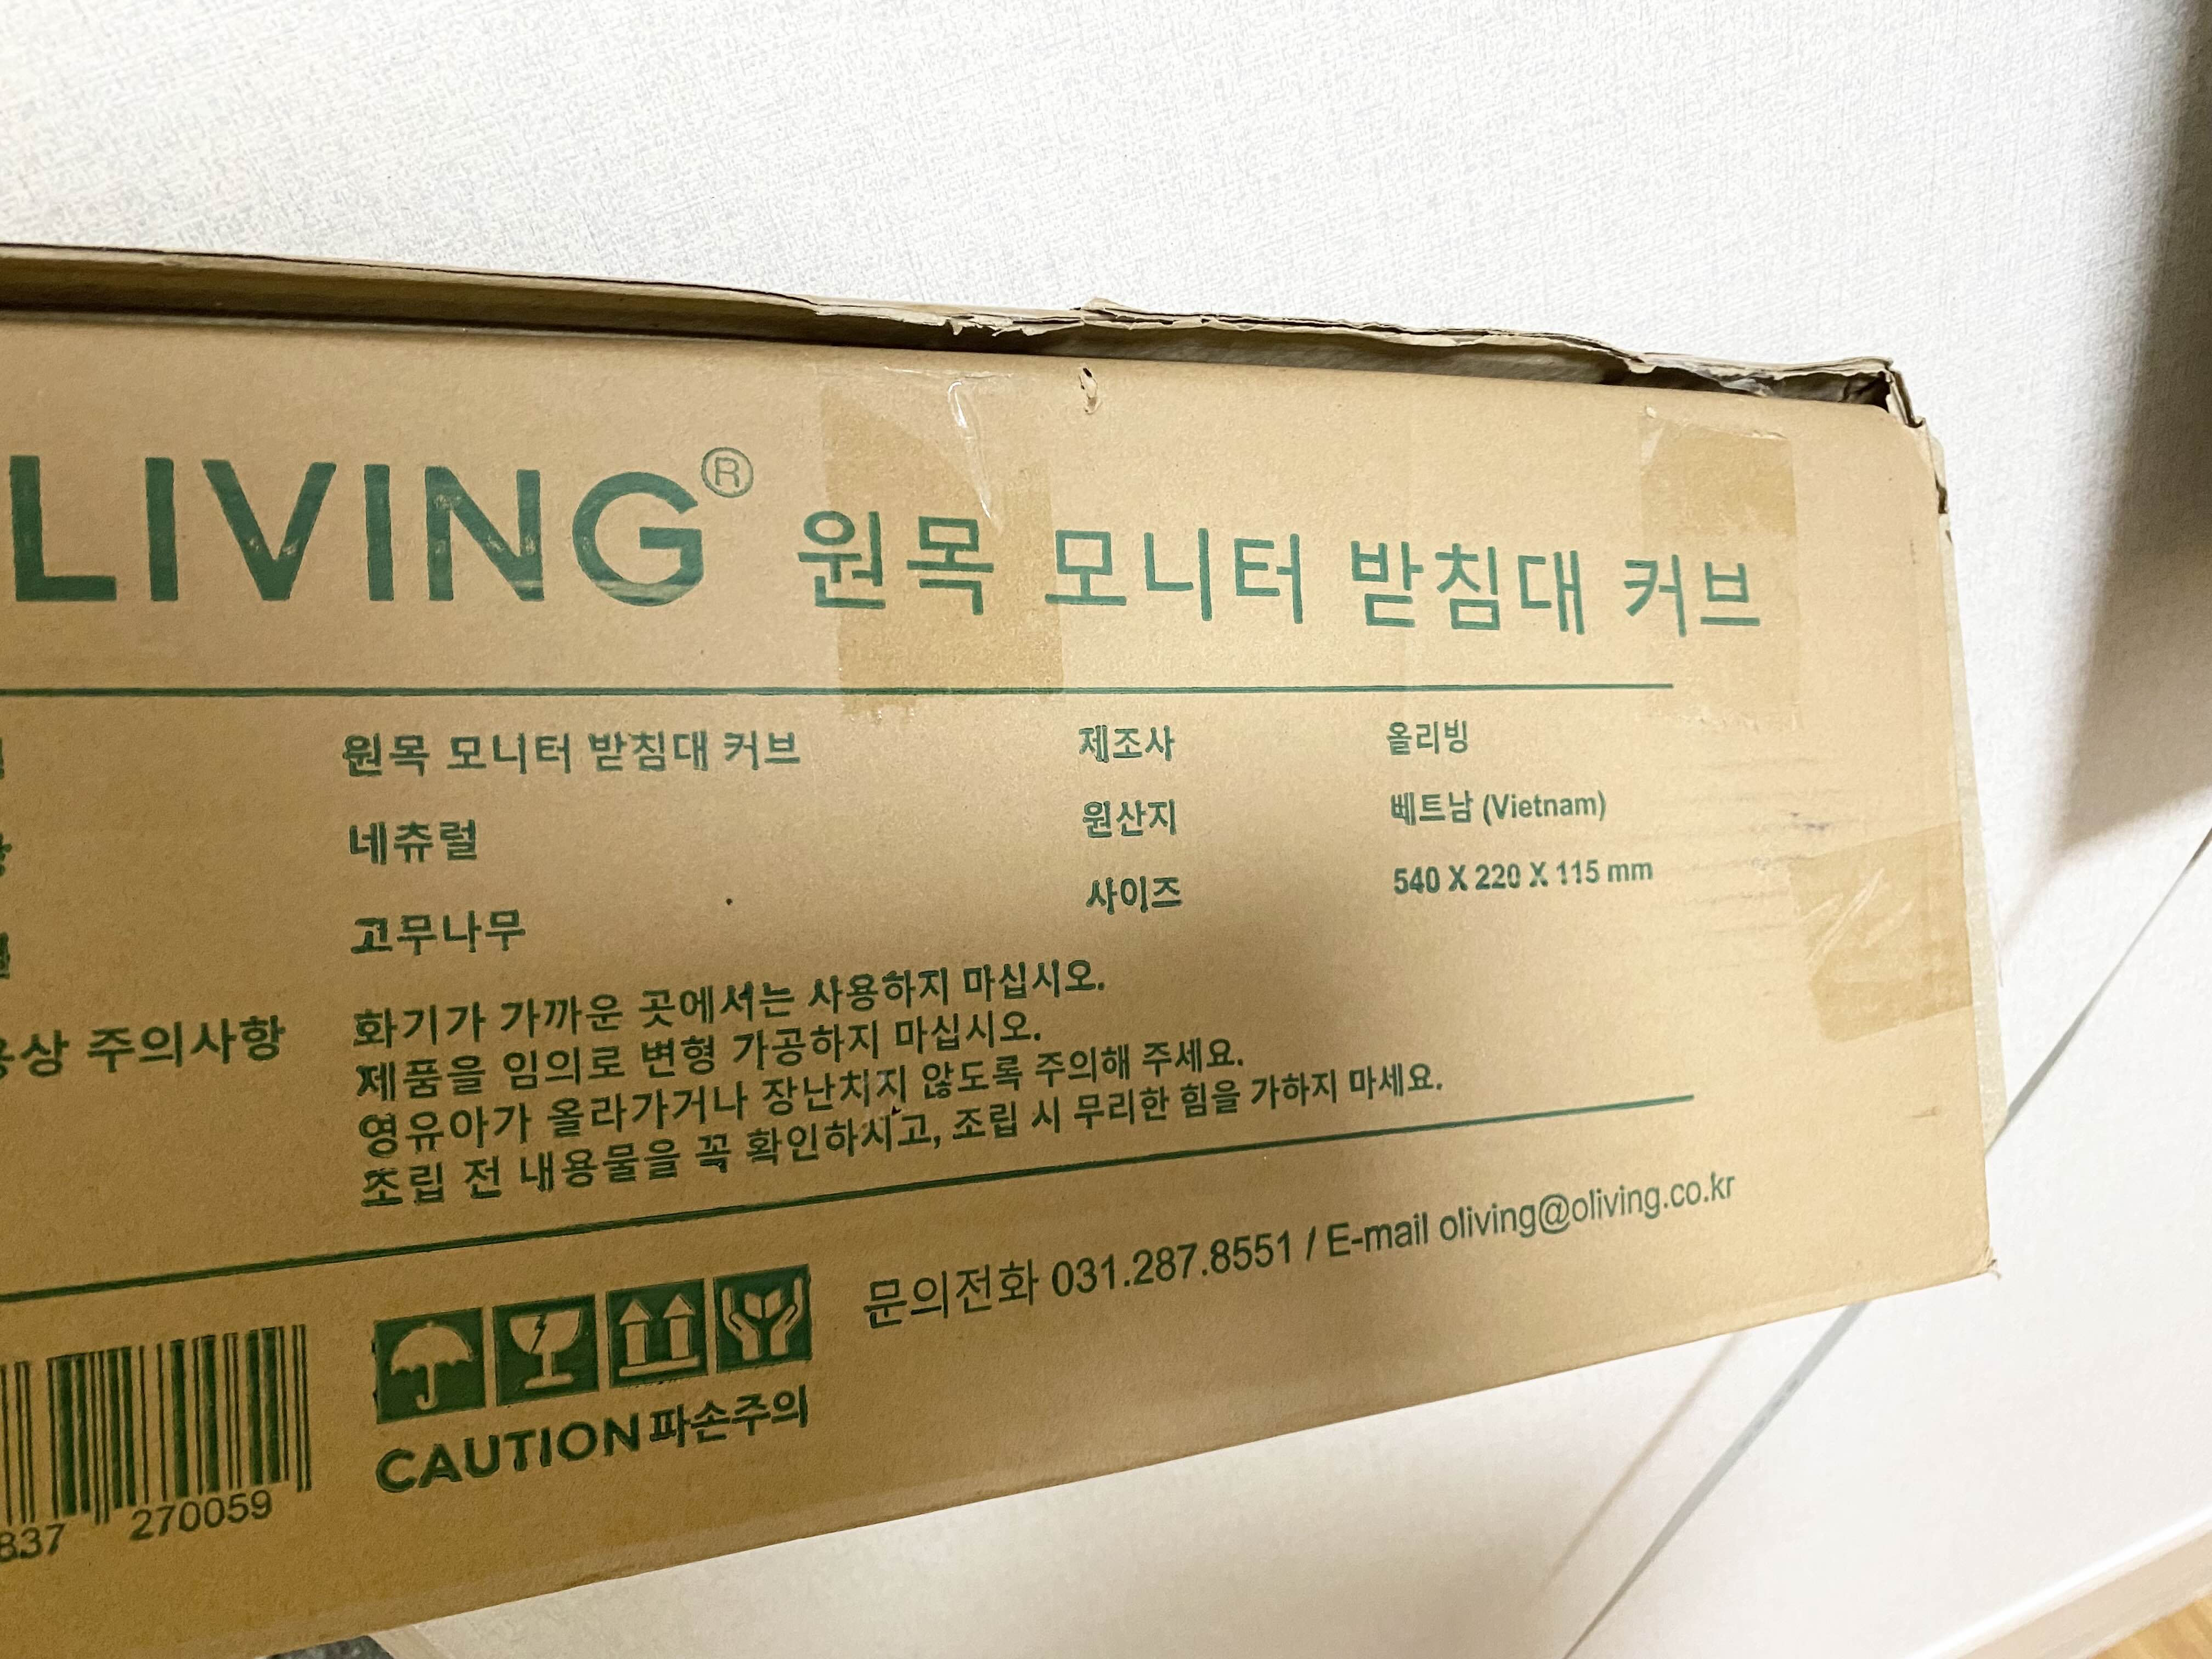 LIVING® 원목 모니터 받침대 커브
원목 모니터 받침대 커브 제조사 올리빙
네츄럴 원산지 베트남 (Vietnam)
고무나무 사이즈 540 X 220 X 115 mm
주의사항 화기가 가까운 곳에서는 사용하지 마십시오.
제품을 임의로 변형 가공하지 마십시오.
영유아가 올라가거나 장난치지 않도록 주의해 주세요.
조립 전 내용물을 꼭 확인하시고, 조립 시 무리한 힘을 가하지 마세요.
문의전화 031.287.8551 / E-mail oliving@oliving.co.kr
CAUTION 파손주의
837 270059